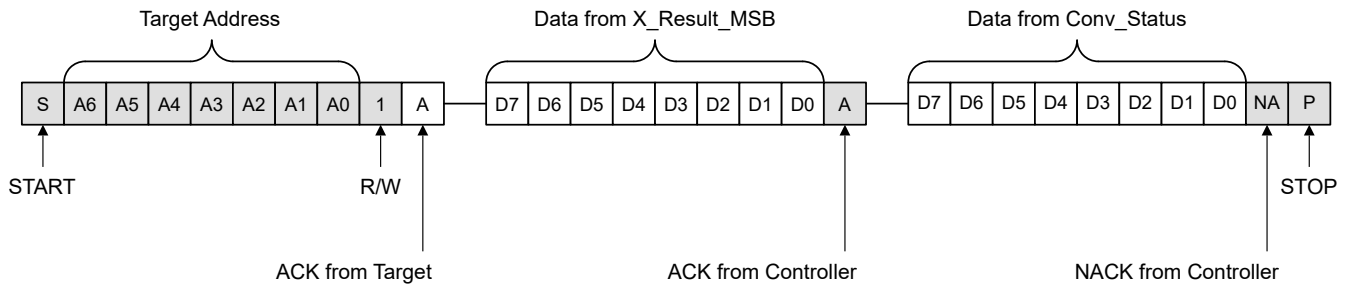 Target Address Data from X_Result_MSB Data from Conv_Status
S A6 A5 A4 A3 A2 A1 A0 1 A D7 D6 D5 D4 D3 D2 D1 D0 A D7 D6 D5 D4 D3 D2 D1 D0 NA P
START R/W STOP
ACK from Target ACK from Controller NACK from Controller